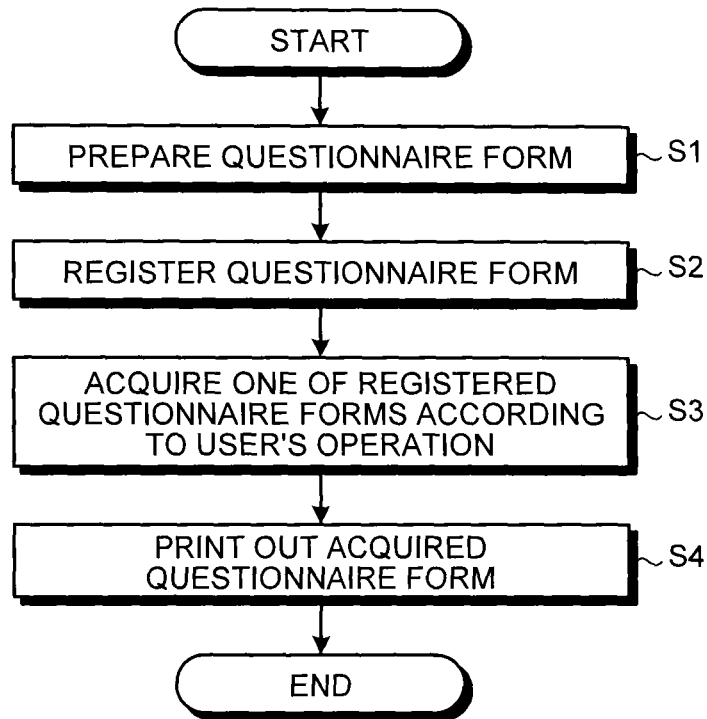 START
PREPARE QUESTIONNAIRE FORM
S1
REGISTER QUESTIONNAIRE FORM
S2
ACQUIRE ONE OF REGISTERED
QUESTIONNAIRE FORMS ACCORDING
TO USER'S OPERATION
S3
PRINT OUT ACQUIRED
QUESTIONNAIRE FORM
S4
END